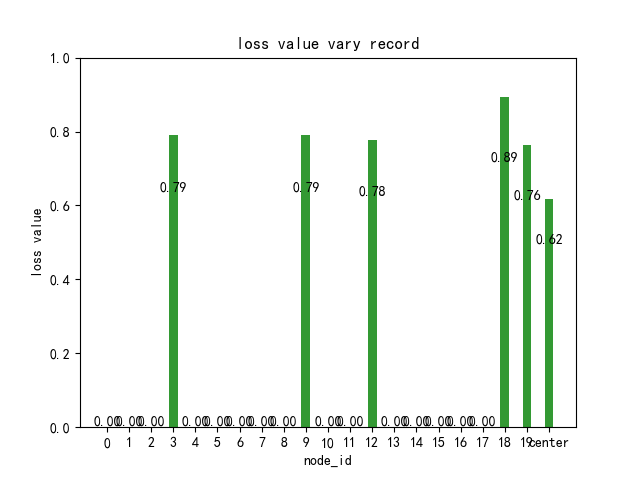 loss value vary record
1.0
0.8
0.6
0.4
0.2
0.0
loss value
0.00 0.00 0.00 0.79 0.00 0.00 0.00 0.00 0.00 0.79 0.00 0.00 0.78 0.00 0.00 0.00 0.00 0.00 0.89 0.76 0.62
0 1 2 3 4 5 6 7 8 9 10 11 12 13 14 15 16 17 18 19 center
node_id